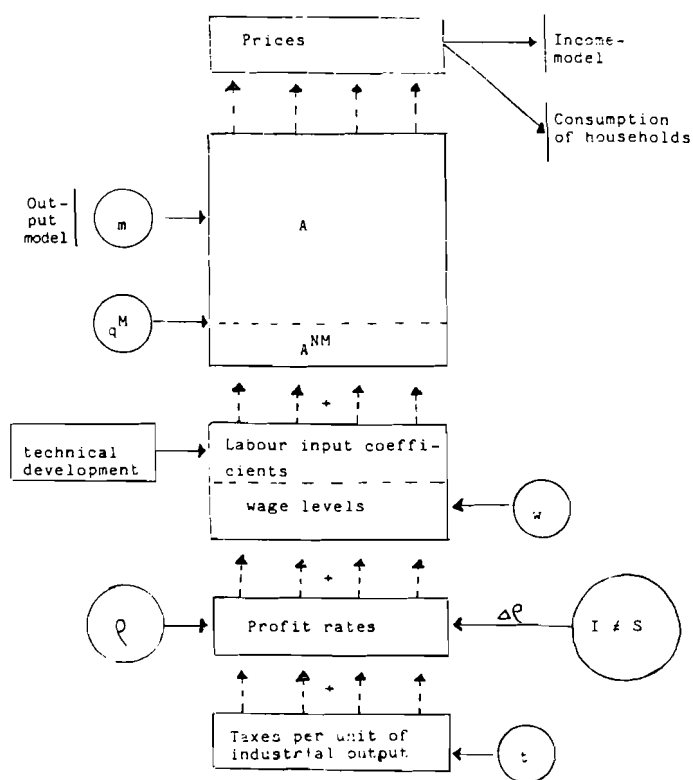 Prices
Income-
model
Consumption
of households
Out-
put
model
m
A
q^M
A^NM
+
technical
development
Labour input coeffi-
cients
wage levels
w
+
ρ
Profit rates
Δρ
I ≠ S
+
Taxes per unit of
industrial output
t